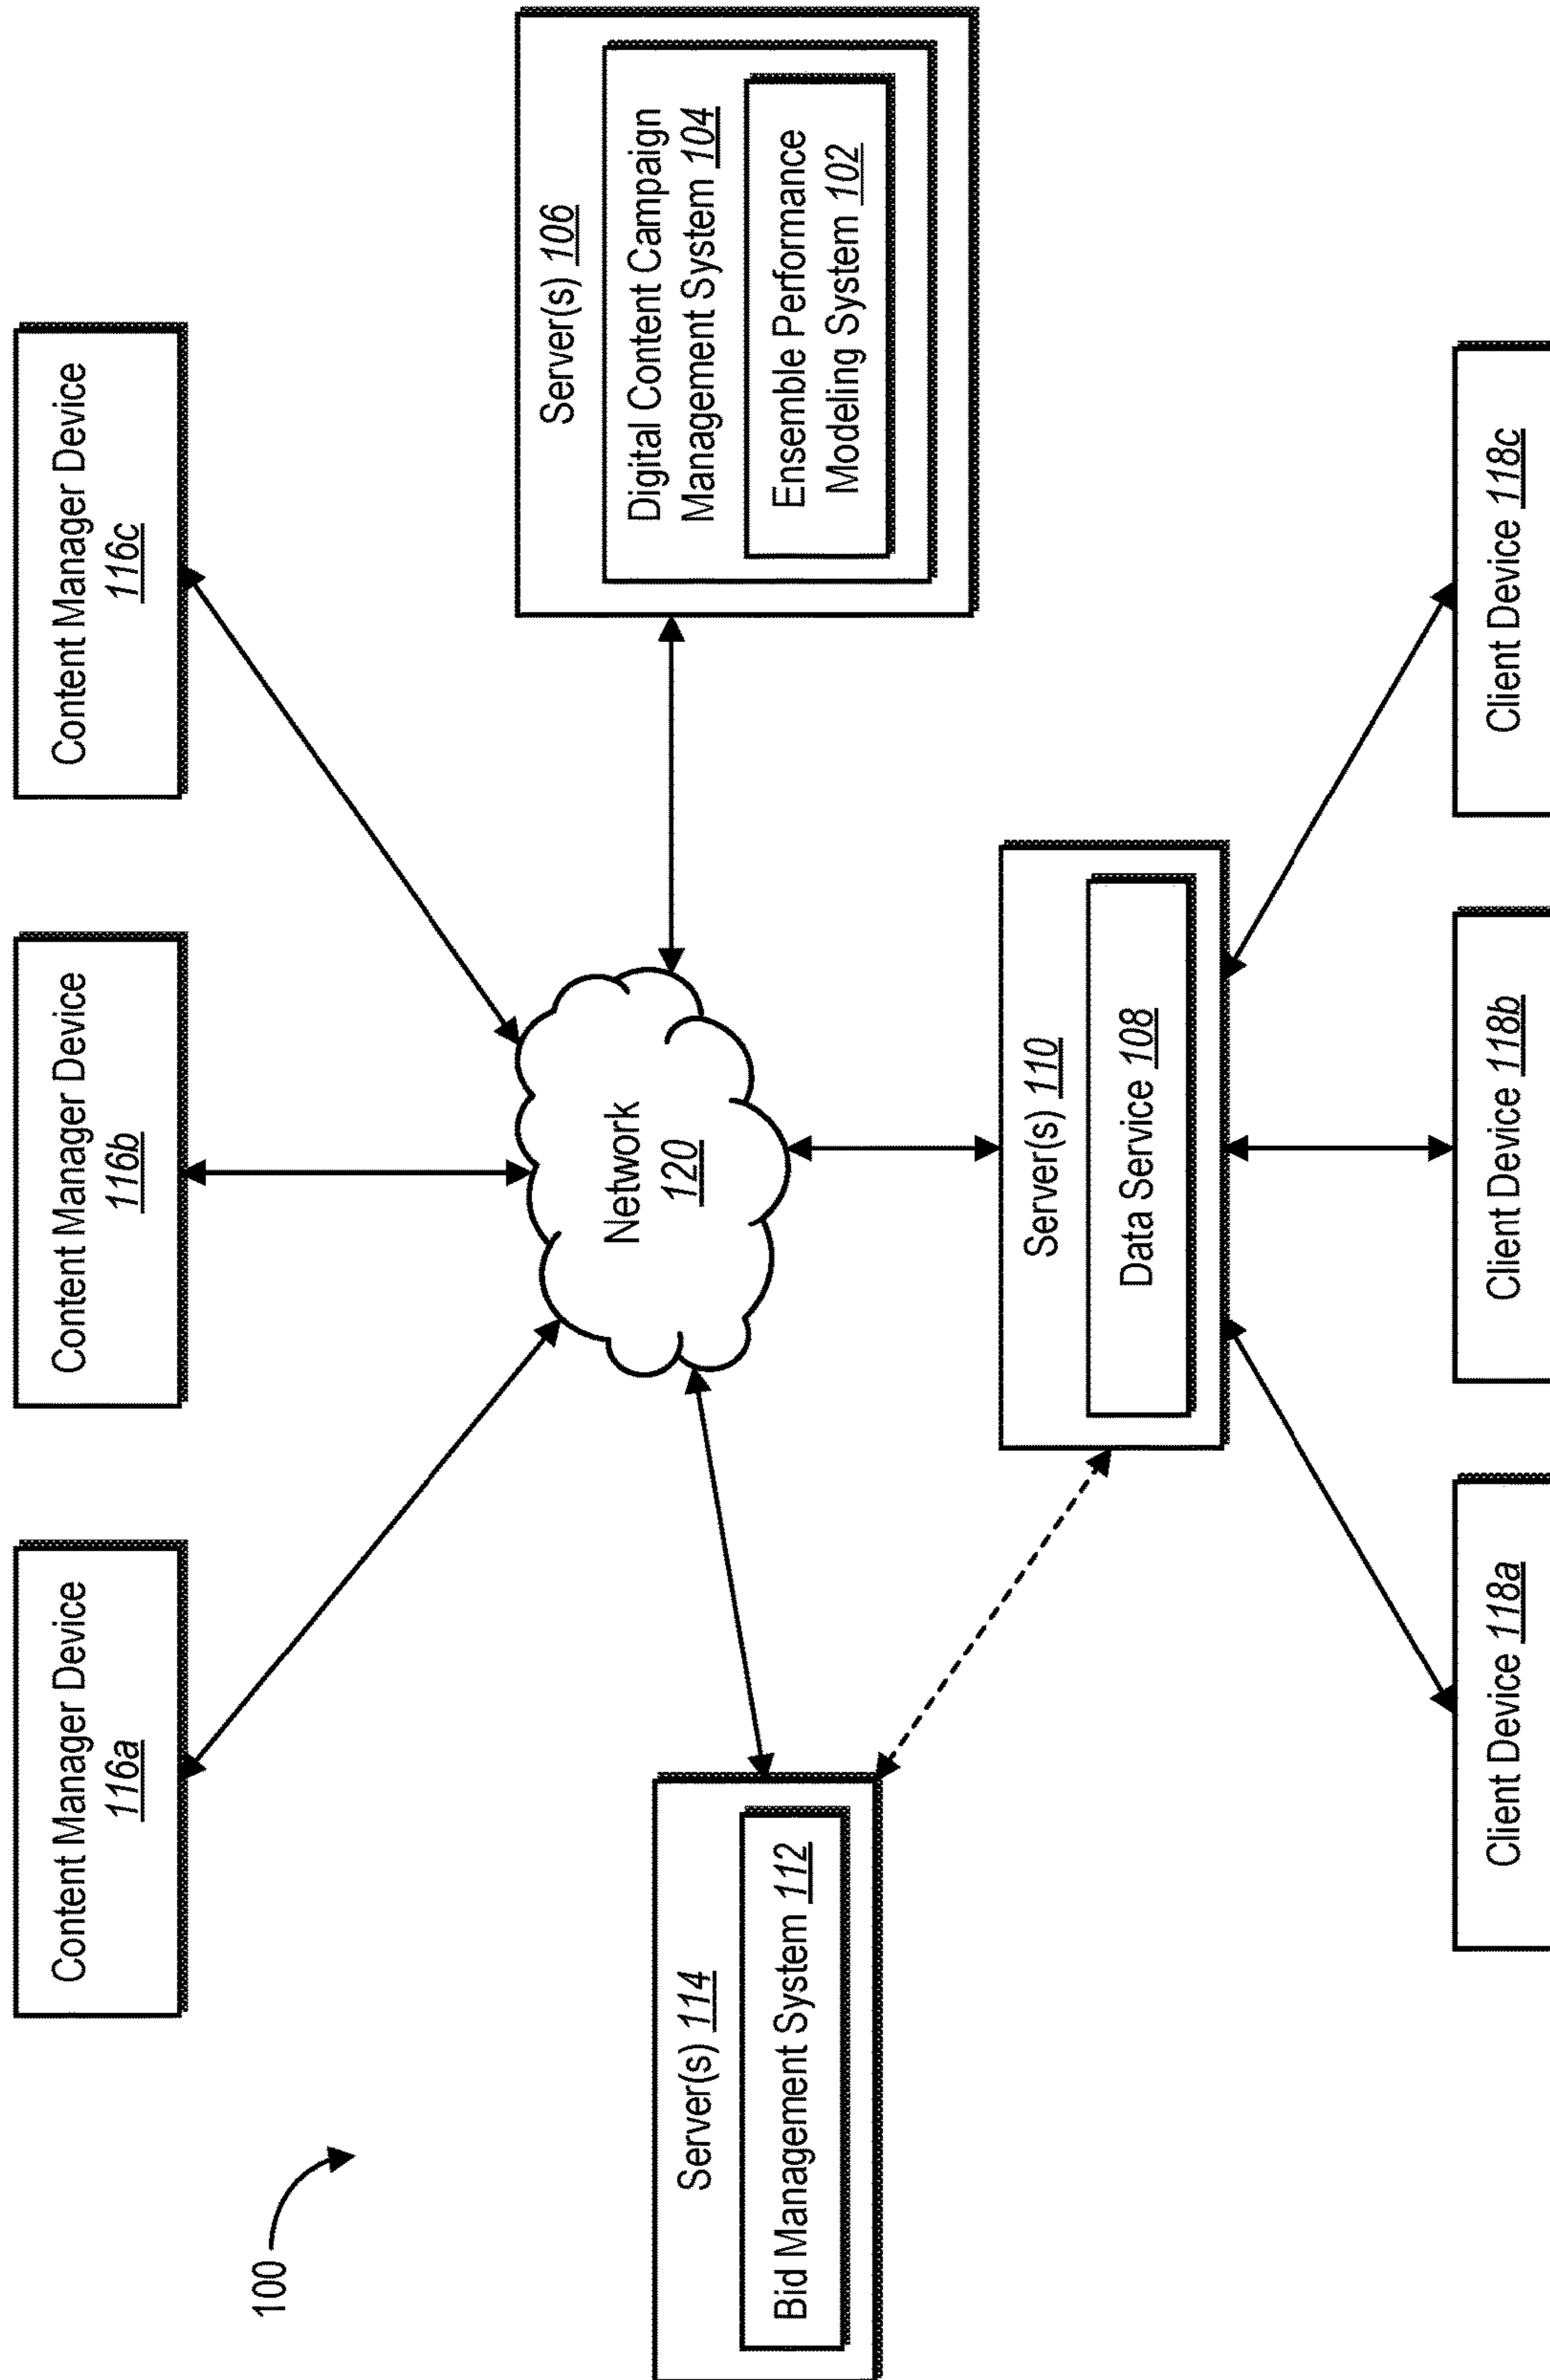 100
Content Manager Device
116a
Content Manager Device
116b
Content Manager Device
116c
Server(s) 114
Bid Management System 112
Network
120
Server(s) 106
Digital Content Campaign
Management System 104
Ensemble Performance
Modeling System 102
Server(s) 110
Data Service 108
Client Device 118a
Client Device 118b
Client Device 118c